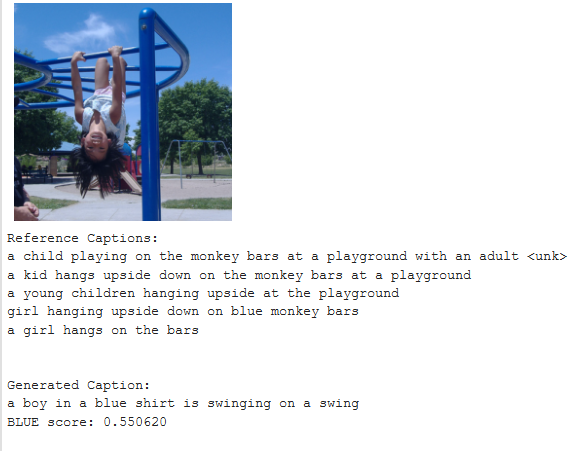 Reference Captions:
a child playing on the monkey bars at a playground with an adult <unk>
a kid hangs upside down on the monkey bars at a playground
a young children hanging upside at the playground
girl hanging upside down on blue monkey bars
a girl hangs on the bars
Generated Caption:
a boy in a blue shirt is swinging on a swing
BLUE score: 0.550620